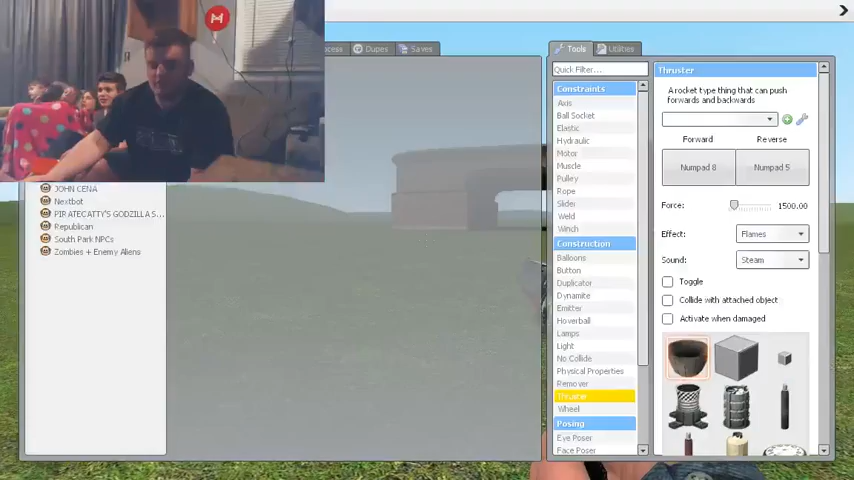 ocess
Dupes
Saves
Tools
Utilities
JOHN CENA
Nextbot
PIRATECATTY'S GODZILLA S...
Republican
South Park NPCs
Zombies + Enemy Aliens
Quick Filter...
Constraints
Axis
Ball Socket
Elastic
Hydraulic
Motor
Muscle
Pulley
Rope
Slider
Weld
Winch
Construction
Balloons
Button
Duplicator
Dynamite
Emitter
Hoverball
Lamps
Light
No Collide
Physical Properties
Remover
Thruster
Wheel
Posing
Eye Poser
Face Poser
Thruster
A rocket type thing that can push
forwards and backwards
Forward Reverse
Numpad 8 Numpad 5
Force: 1500.00
Effect: Flames
Sound: Steam
Toggle
Collide with attached object
Activate when damaged